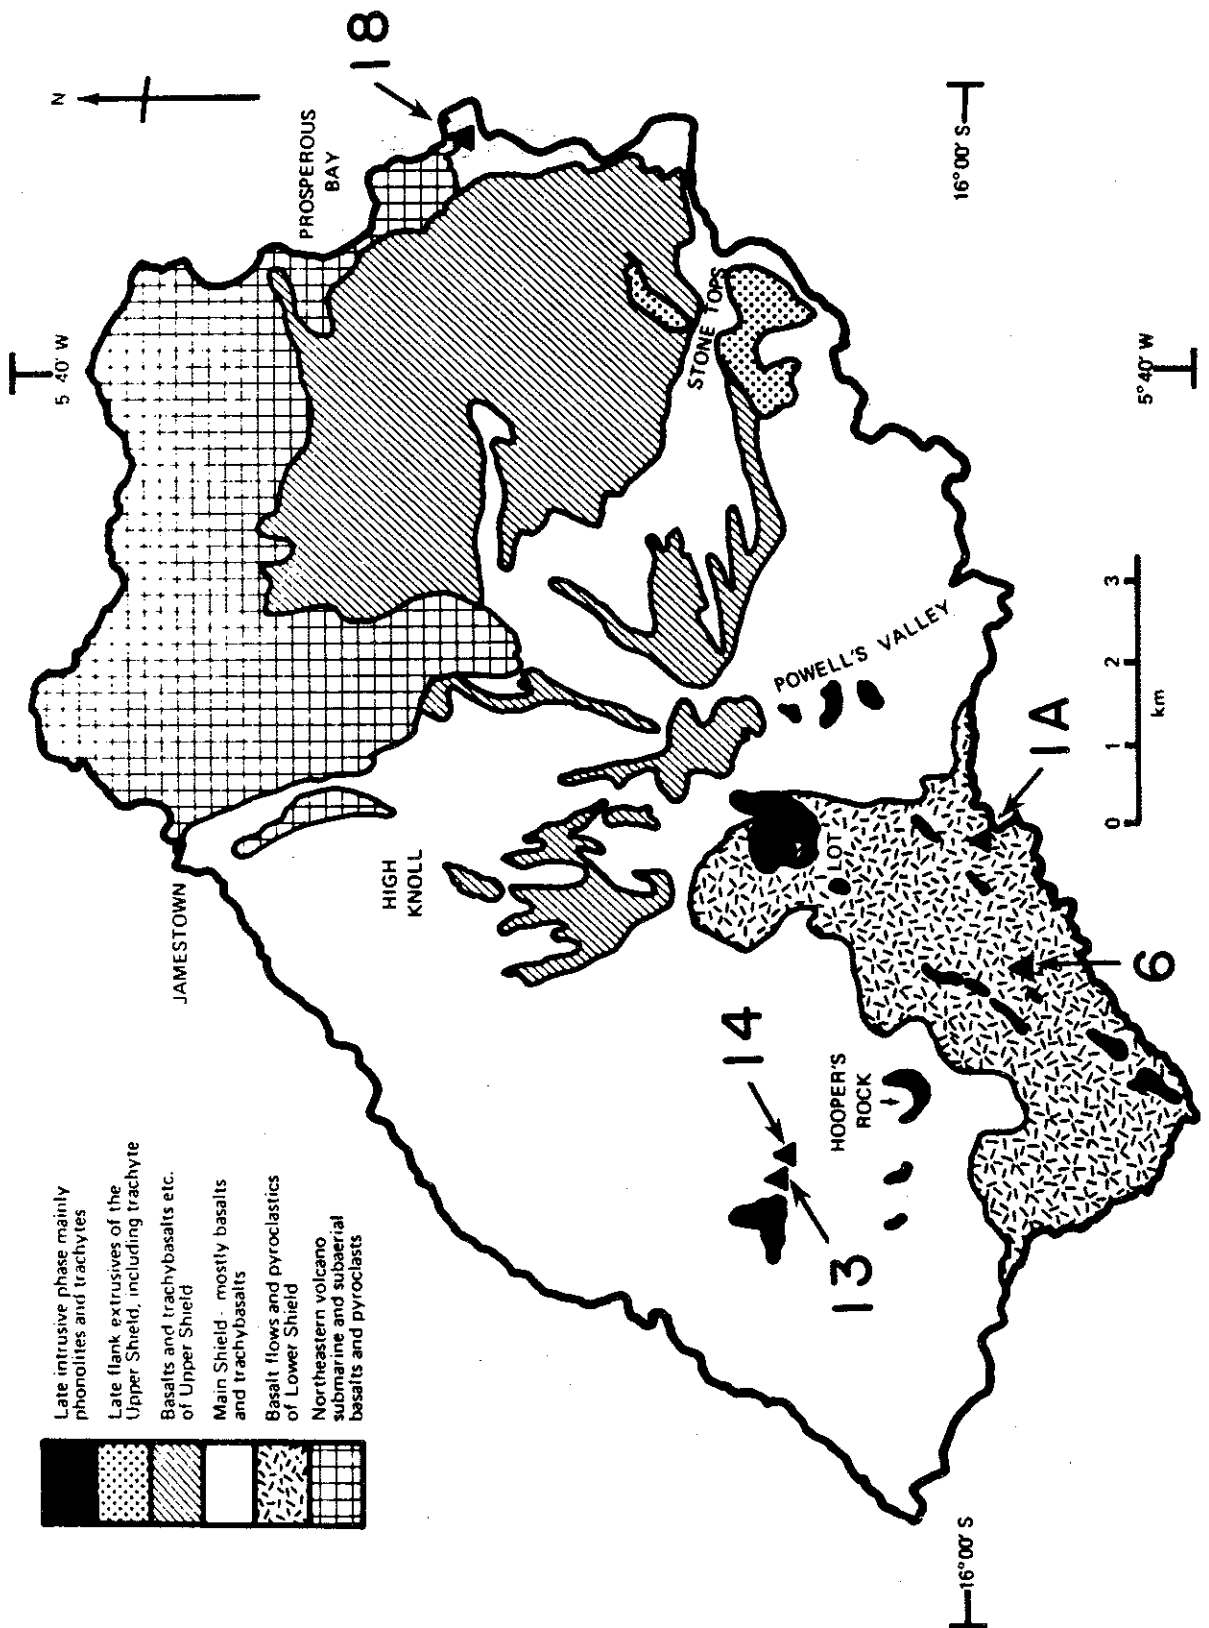 Late intrusive phase mainly
phonolites and trachytes
Late flank extrusives of the
Upper Shield, including trachyte
Basalts and trachybasalts etc.
of Upper Shield
Main Shield - mostly basalts
and trachybasalts
Basalt flows and pyroclastics
of Lower Shield
Northeastern volcano
submarine and subaerial
basalts and pyroclasts
JAMESTOWN
5 40' W
N
PROSPEROUS
BAY
18
HIGH
KNOLL
STONE TOPS
14
13
HOOPER'S
ROCK
LOT
POWELL'S VALLEY
6
1A
16°00' S
16°00' S
0 1 2 3
km
5°40' W